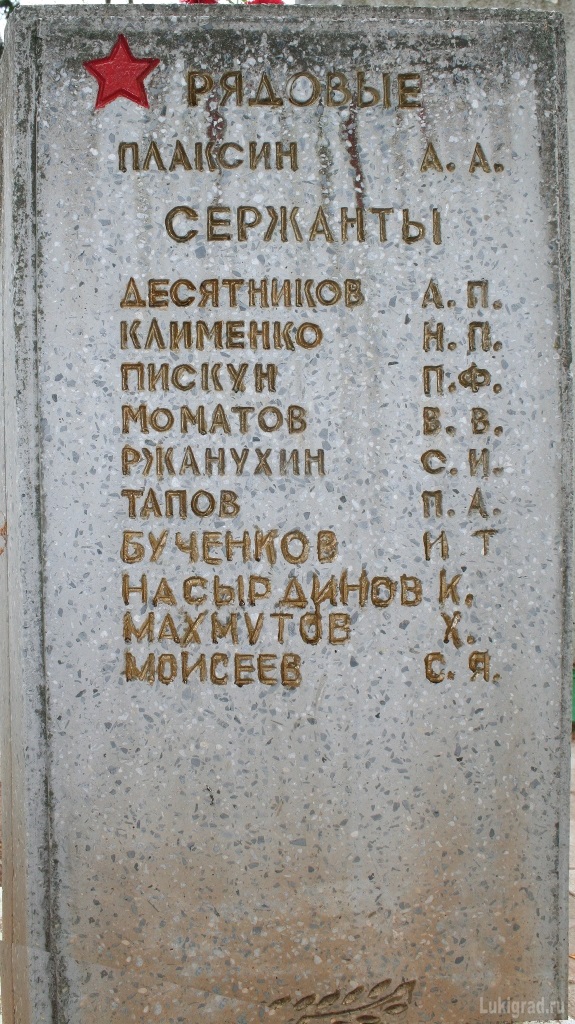 РЯДОВЫЕ
ПЛАКСИН А. А.
СЕРЖАНТЫ
ДЕСЯТНИКОВ А. П.
КЛИМЕНКО Н. П.
ПИСКУН П. Ф.
МОМАТОВ В. В.
РЖАНУХИН С. И.
ТАПОВ П. А.
БУЧЕНКОВ И Т
НАСЫРДИНОВ К.
МАХМУТОВ Х.
МОИСЕЕВ С. Я.
Lukigrad.ru